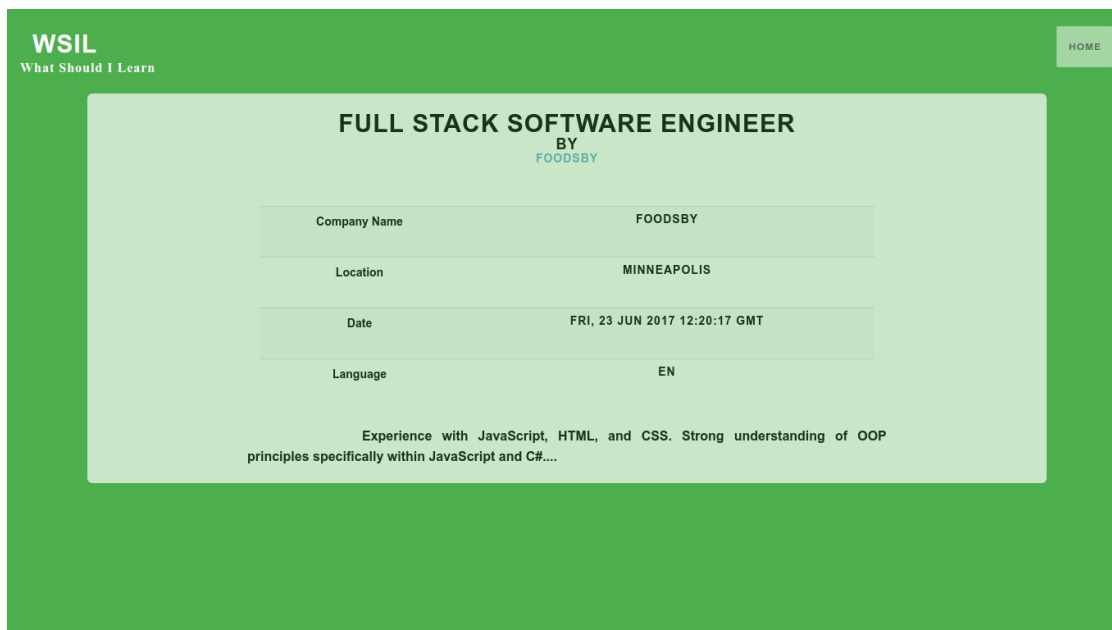 WSIL
What Should I Learn
HOME
FULL STACK SOFTWARE ENGINEER
BY
FOODSBY
Company Name FOODSBY
Location MINNEAPOLIS
Date FRI, 23 JUN 2017 12:20:17 GMT
Language EN
Experience with JavaScript, HTML, and CSS. Strong understanding of OOP
principles specifically within JavaScript and C#....